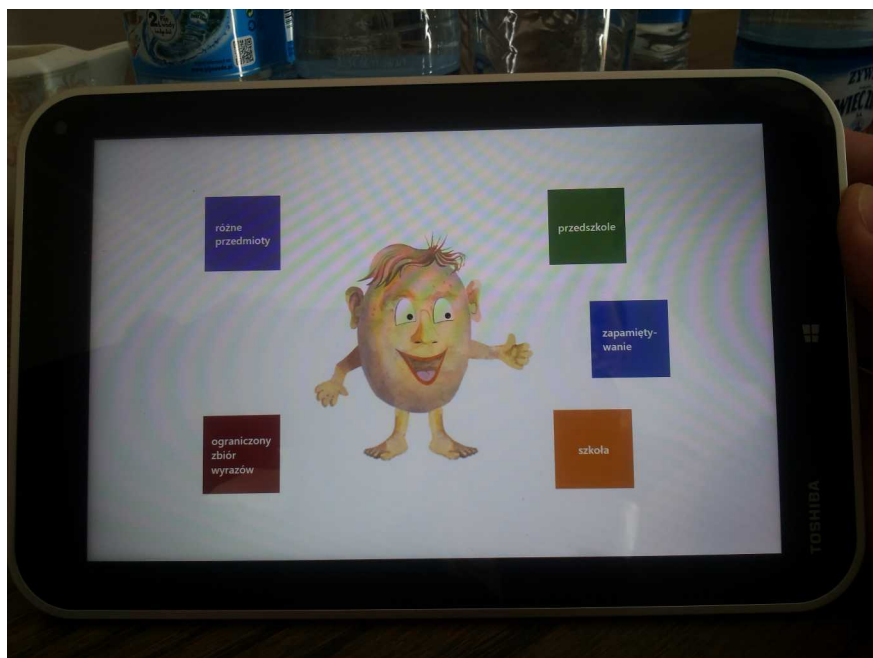 różne
przedmioty
przedszkole
zapamięty-
wanie
ograniczony
zbiór
wyrazów
szkoła
TOSHIBA